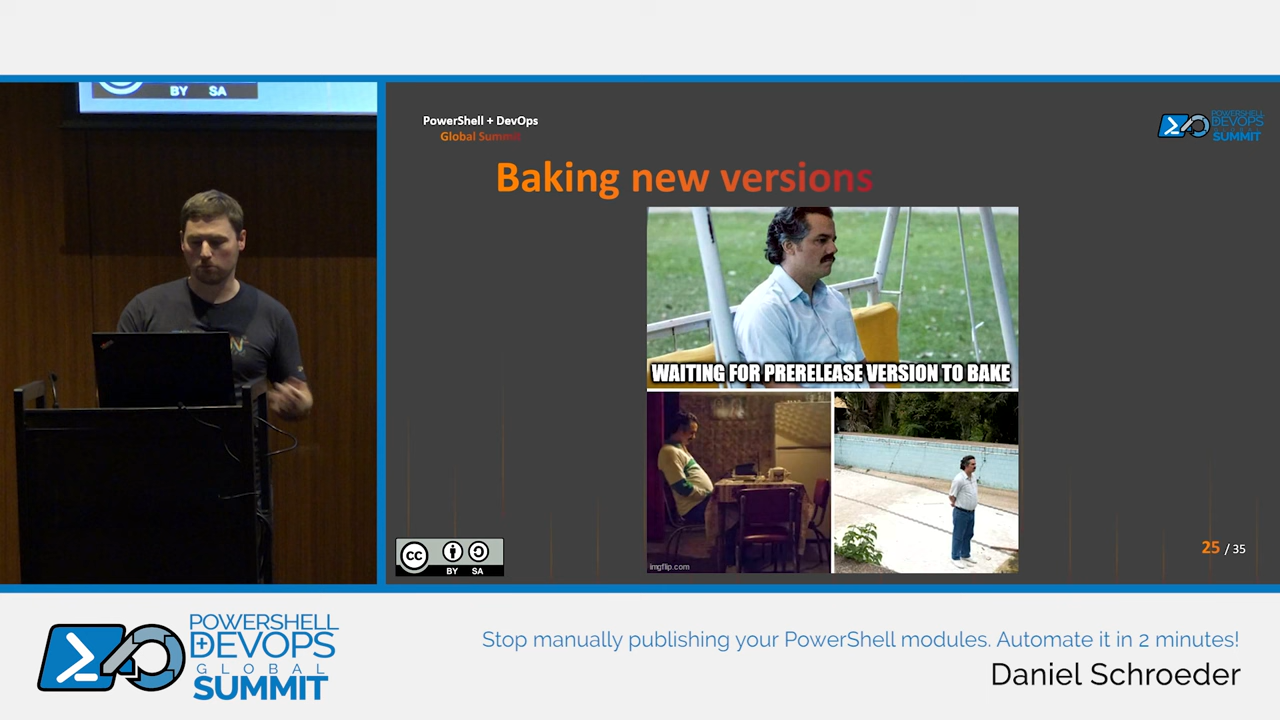 BY SA
PowerShell + DevOps
Global Summit
POWERSHELL
DEVOPS
SUMMIT
Baking new versions
WAITING FOR PRERELEASE VERSION TO BAKE
imgflip.com
cc
BY SA
25 / 35
POWERSHELL
+DEVOPS
GLOBAL
SUMMIT
Stop manually publishing your PowerShell modules. Automate it in 2 minutes!
Daniel Schroeder